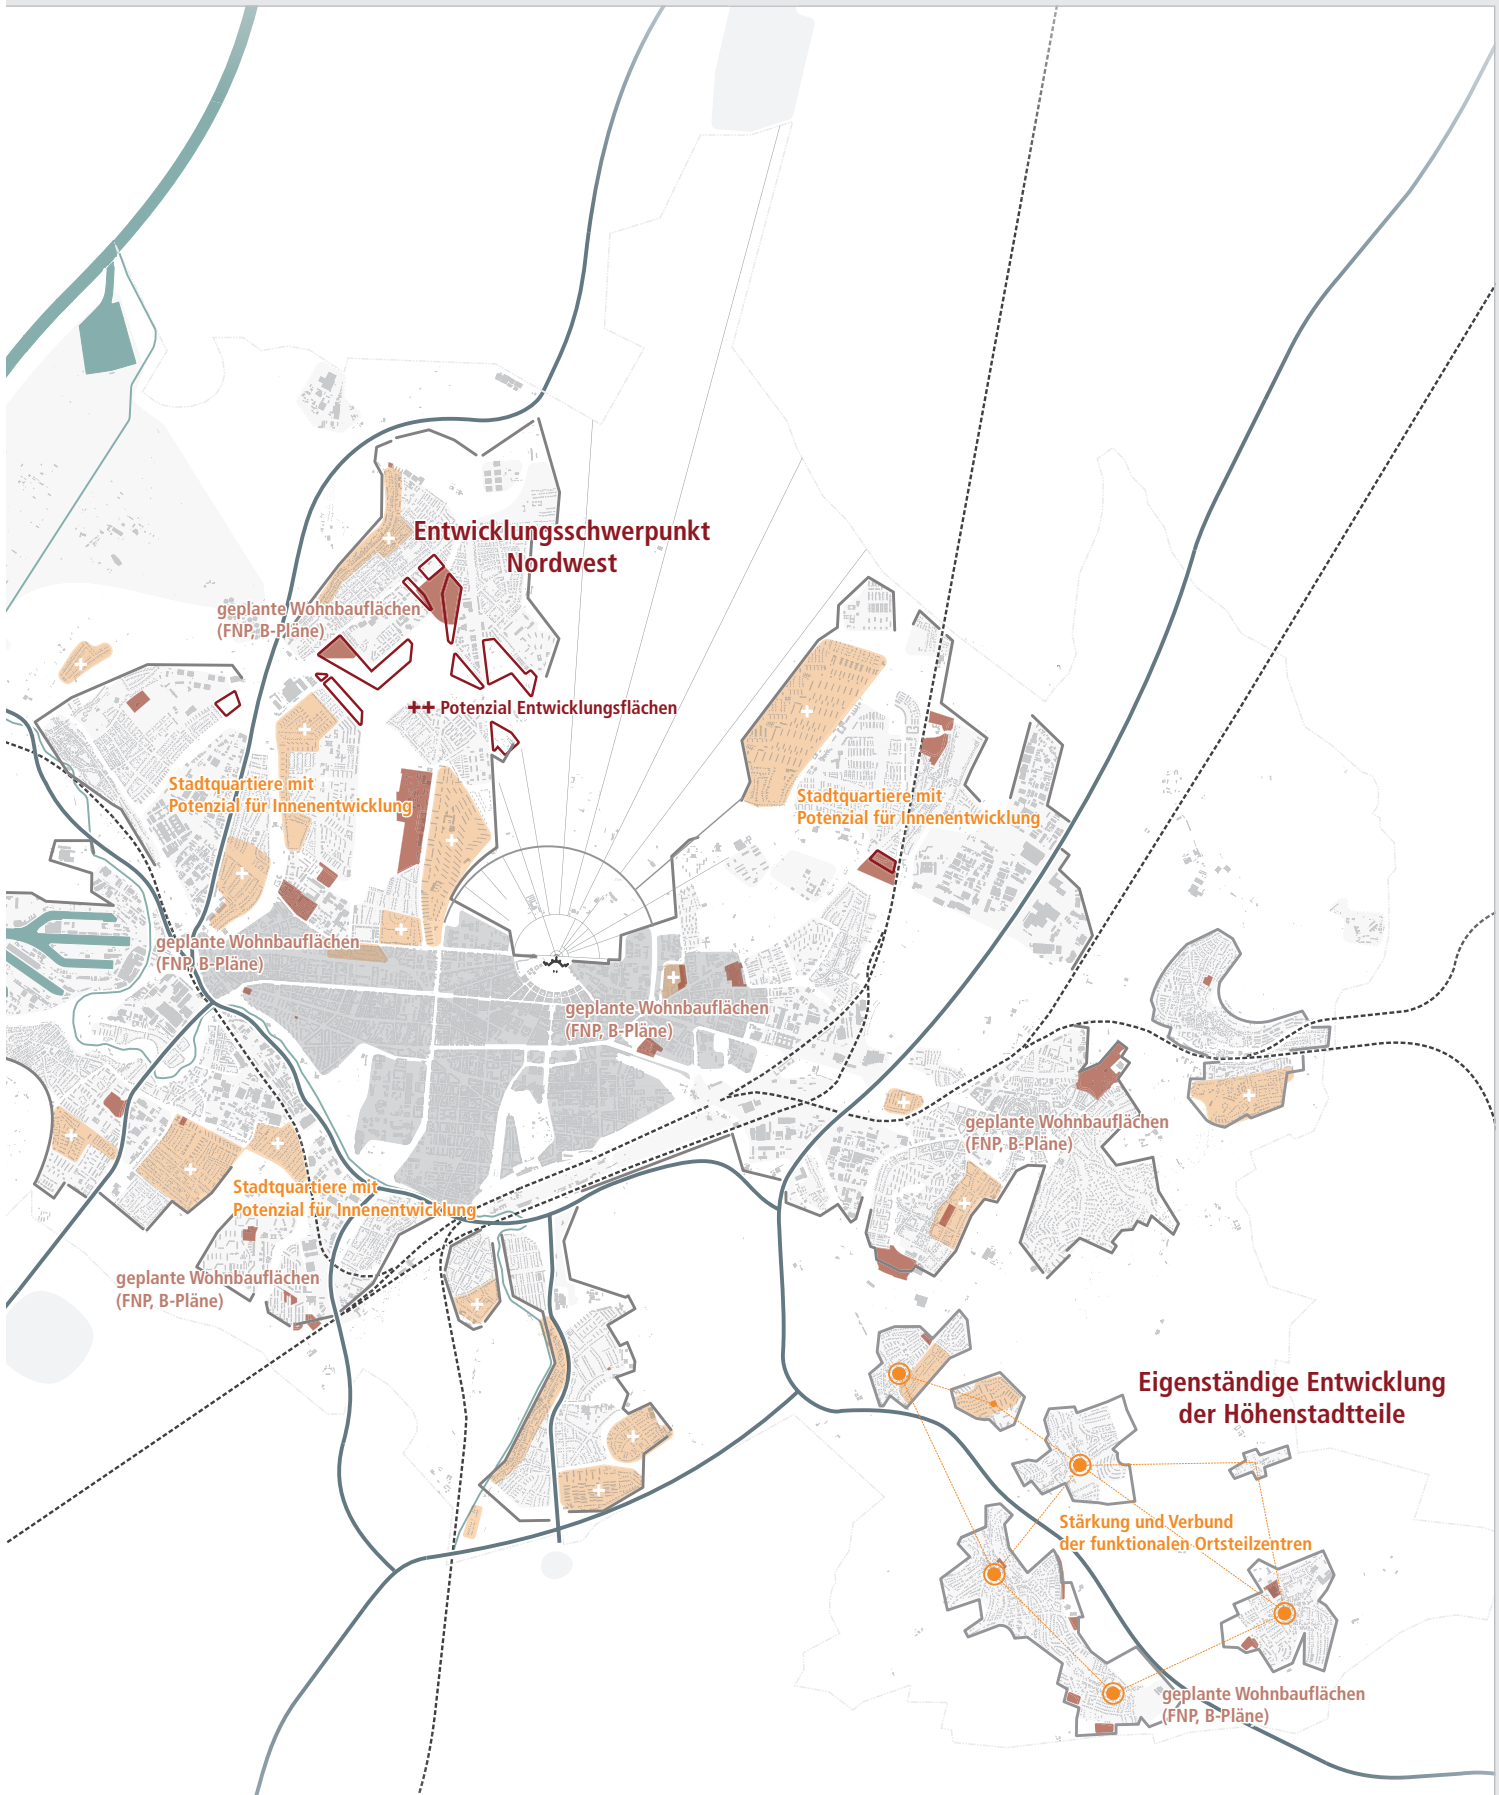 Entwicklungsschwerpunkt
Nordwest
geplante Wohnbauflächen
(FNP, B-Pläne)
++ Potenzial Entwicklungsflächen
Stadtquartiere mit
Potenzial für Innenentwicklung
Stadtquartiere mit
Potenzial für Innenentwicklung
geplante Wohnbauflächen
(FNP, B-Pläne)
geplante Wohnbauflächen
(FNP, B-Pläne)
geplante Wohnbauflächen
(FNP, B-Pläne)
Stadtquartiere mit
Potenzial für Innenentwicklung
geplante Wohnbauflächen
(FNP, B-Pläne)
Eigenständige Entwicklung
der Höhenstadtteile
Stärkung und Verbund
der funktionalen Ortsteilzentren
geplante Wohnbauflächen
(FNP, B-Pläne)